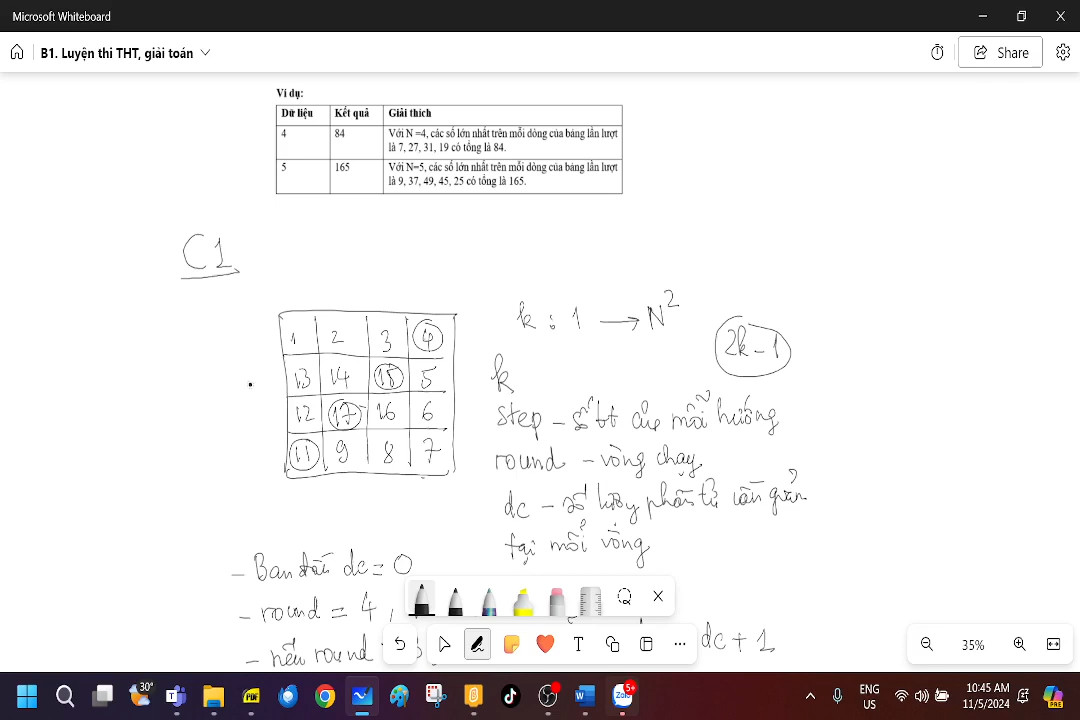 Microsoft Whiteboard
B1. Luyện thi THT, giải toán
Share
Ví dụ:
Dữ liệu Kết quả Giải thích
4 84 Với N =4, các số lớn nhất trên mỗi dòng của bảng lần lượt
là 7, 27, 31, 19 có tổng là 84.
5 165 Với N=5, các số lớn nhất trên mỗi dòng của bảng lần lượt
là 9, 37, 49, 45, 25 có tổng là 165.
C1
k : 1 → N²
2k - 1
1 2 3 4
13 14 15 5
12 17 16 6
11 9 8 7
k
step - số tt của mỗi hướng
round - vòng chạy
dc - số lượng phần tử cần giảm
tại mỗi vòng
- Ban đầu dc = 0
- round = 4,
- nếu round
dc + 1
35%
30°
PRE
Zalo
5+
ENG
US
10:45 AM
11/5/2024